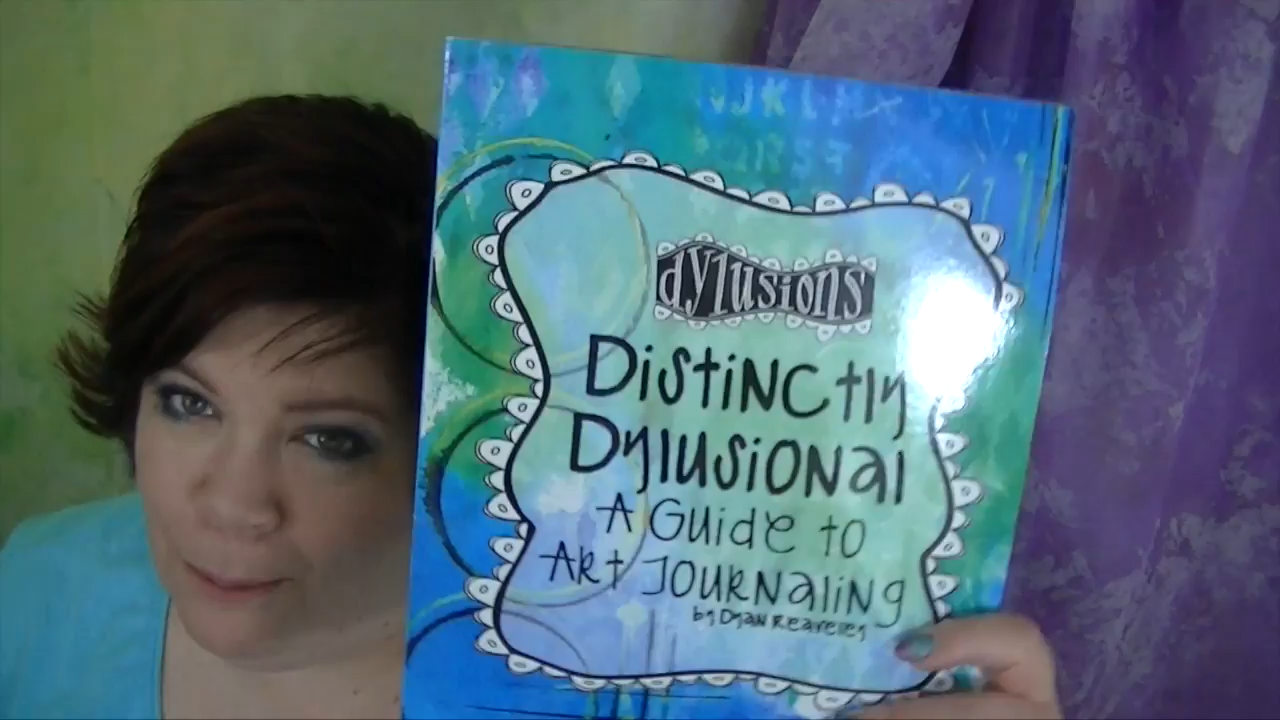 dylusions
Distinctly
Dylusional
A Guide to
Art Journaling
by Dyan Reaveley